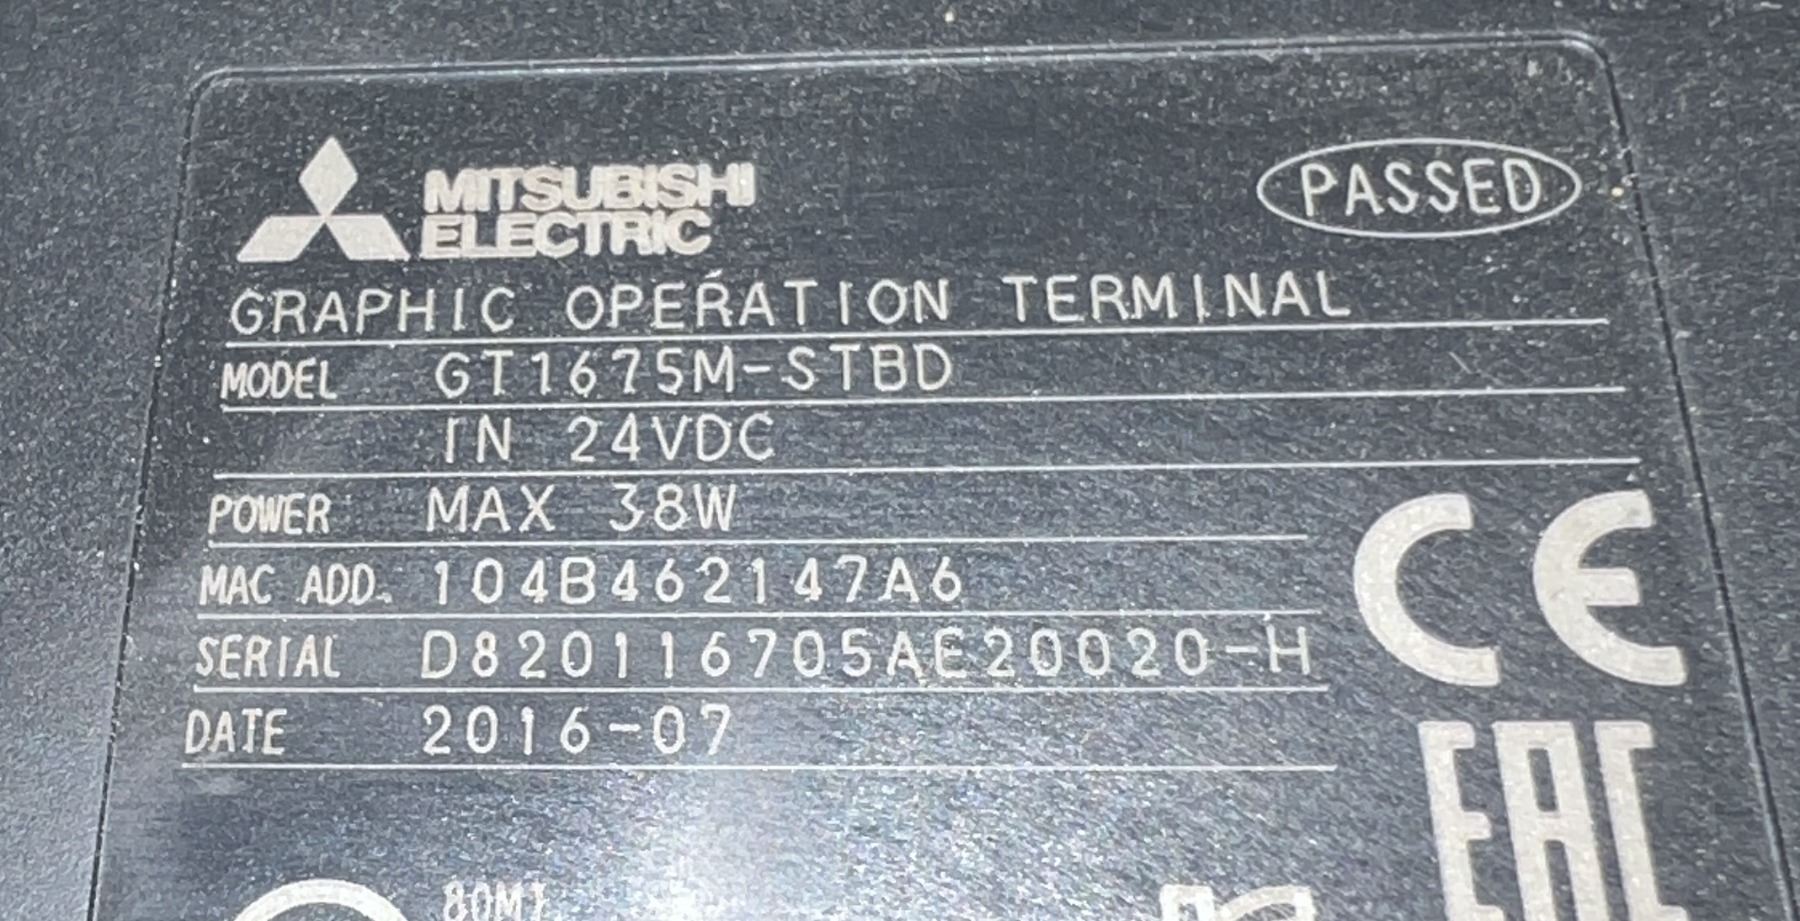 MITSUBISHI
ELECTRIC
PASSED
GRAPHIC OPERATION TERMINAL
MODEL GT1675M-STBD
IN 24VDC
POWER MAX 38W
MAC ADD. 104B462147A6
SERIAL D820116705AE20020-H
DATE 2016-07
CE
EAC